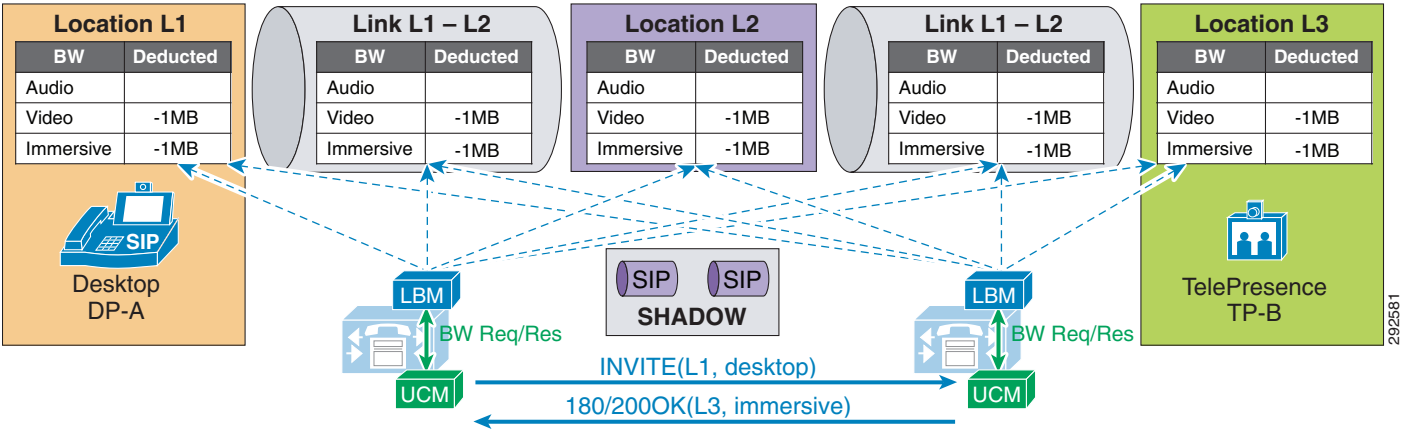 Location L1
BW Deducted
Audio
Video -1MB
Immersive -1MB
Link L1 – L2
BW Deducted
Audio
Video -1MB
Immersive -1MB
Location L2
BW Deducted
Audio
Video -1MB
Immersive -1MB
Link L1 – L2
BW Deducted
Audio
Video -1MB
Immersive -1MB
Location L3
BW Deducted
Audio
Video -1MB
Immersive -1MB
SIP
Desktop
DP-A
LBM
BW Req/Res
UCM
SIP SIP
SHADOW
LBM
BW Req/Res
UCM
TelePresence
TP-B
INVITE(L1, desktop)
180/200OK(L3, immersive)
292581